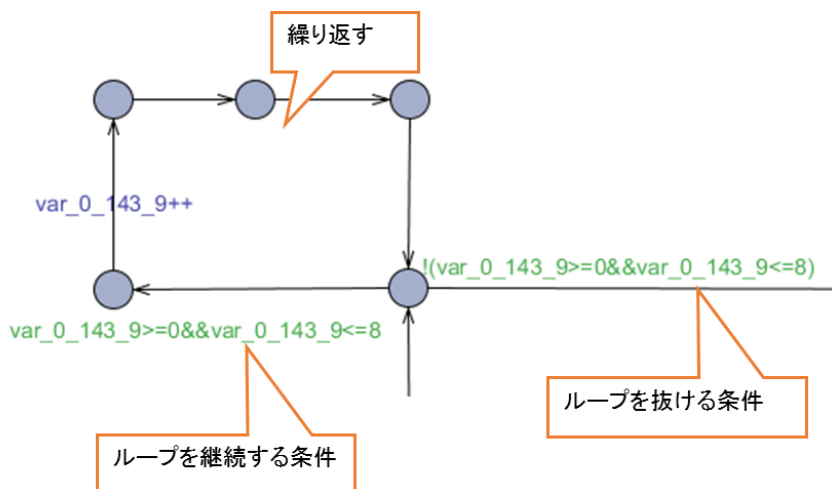 繰り返す
var_0_143_9++
!(var_0_143_9>=0&&var_0_143_9<=8)
var_0_143_9>=0&&var_0_143_9<=8
ループを抜ける条件
ループを継続する条件